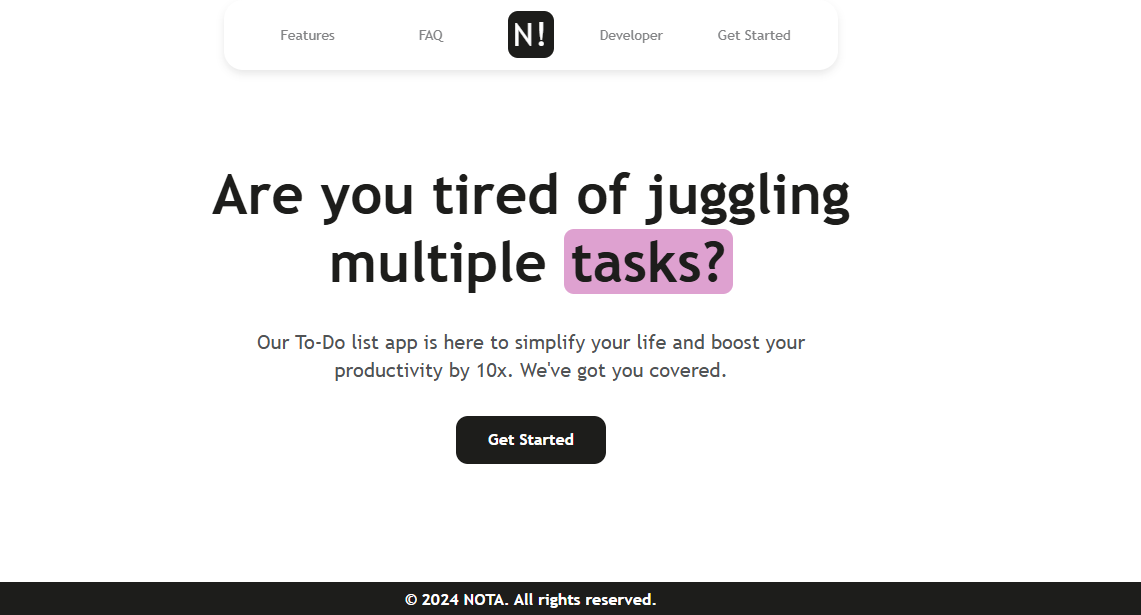 Features FAQ N! Developer Get Started
Are you tired of juggling
multiple tasks?
Our To-Do list app is here to simplify your life and boost your
productivity by 10x. We've got you covered.
Get Started
© 2024 NOTA. All rights reserved.